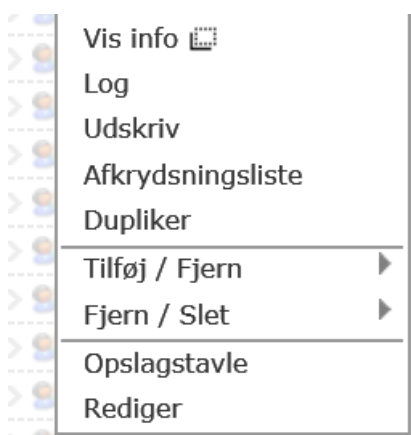 Vis info
Log
Udskriv
Afkrydsningsliste
Dupliker
Tilføj / Fjern
Fjern / Slet
Opslagstavle
Rediger